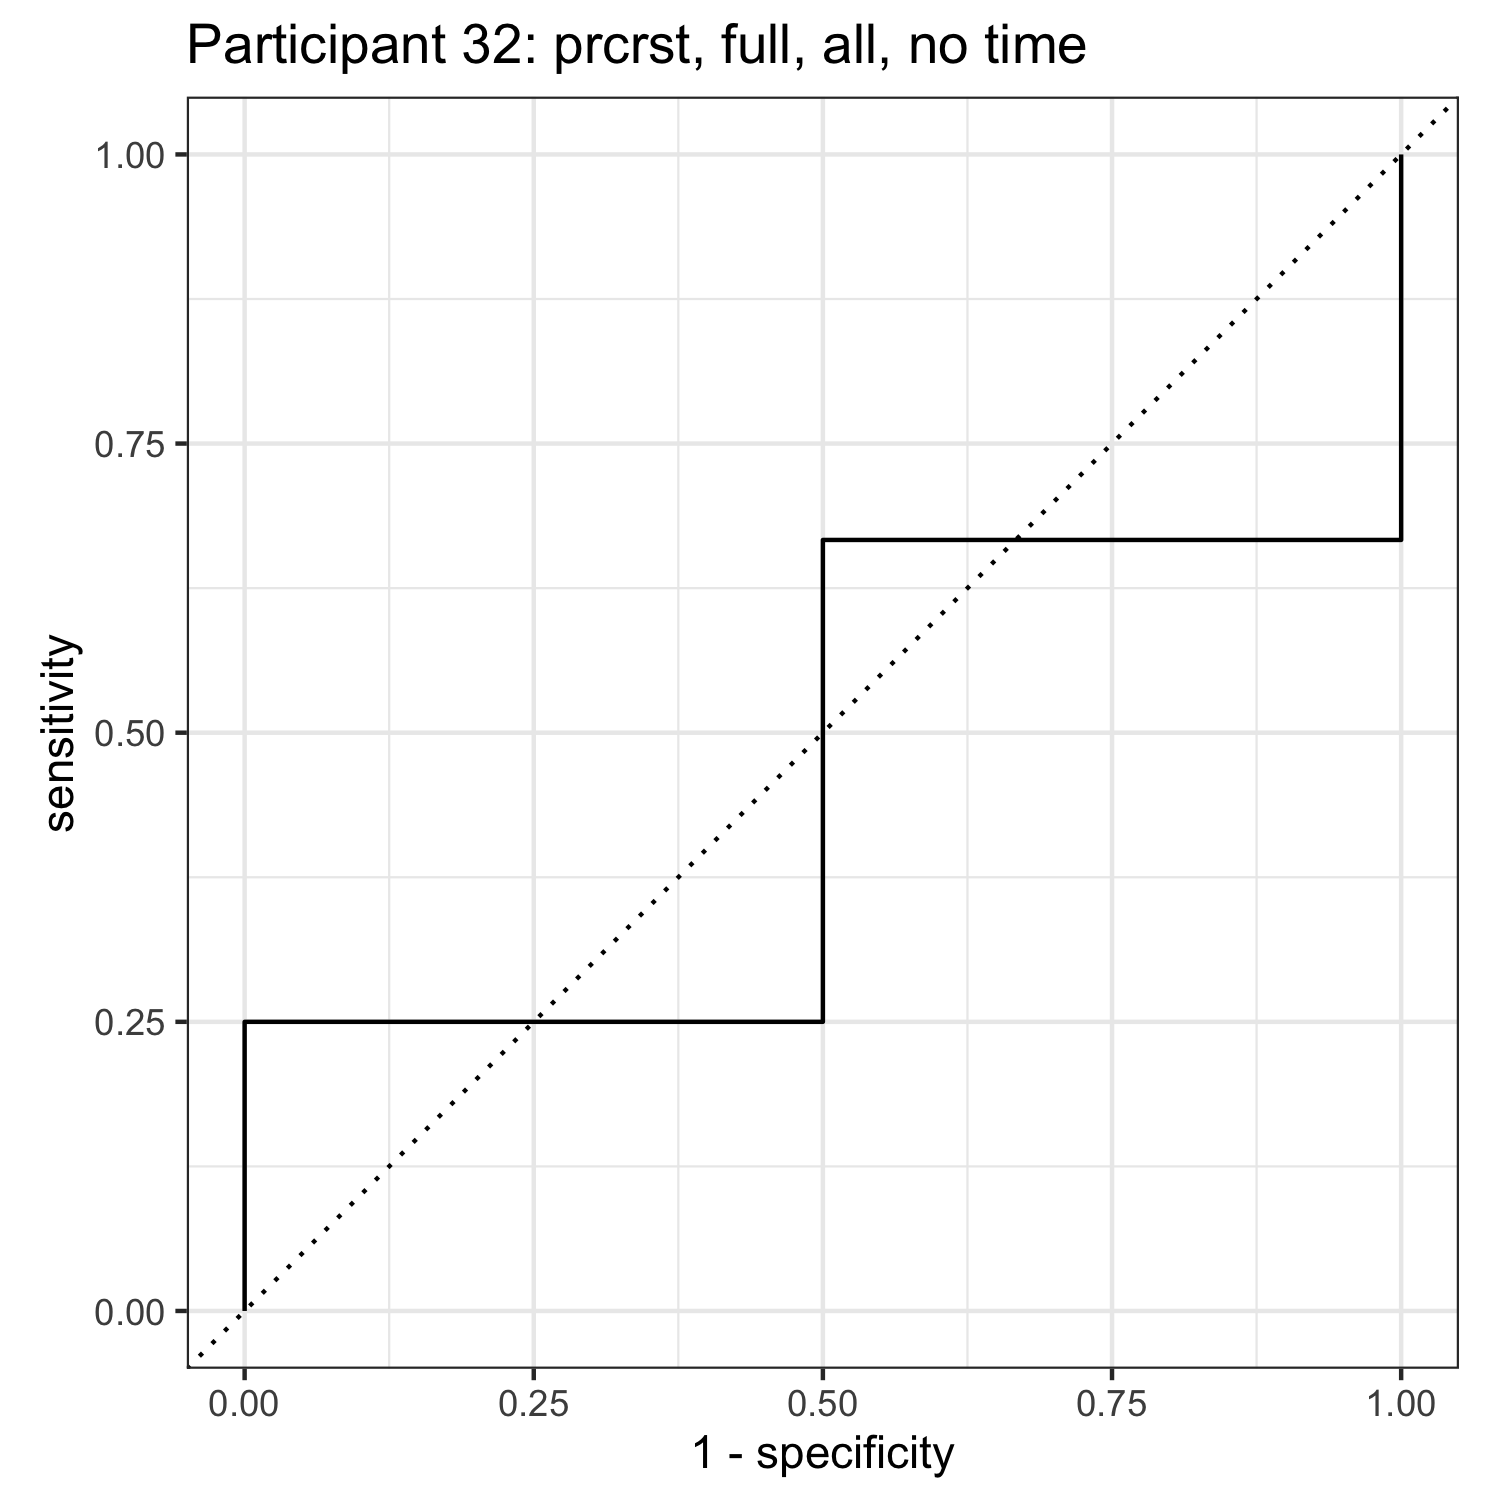 Participant 32: prcrst, full, all, no time
1.00
0.75
0.50
0.25
0.00
sensitivity
0.00 0.25 0.50 0.75 1.00
1 - specificity